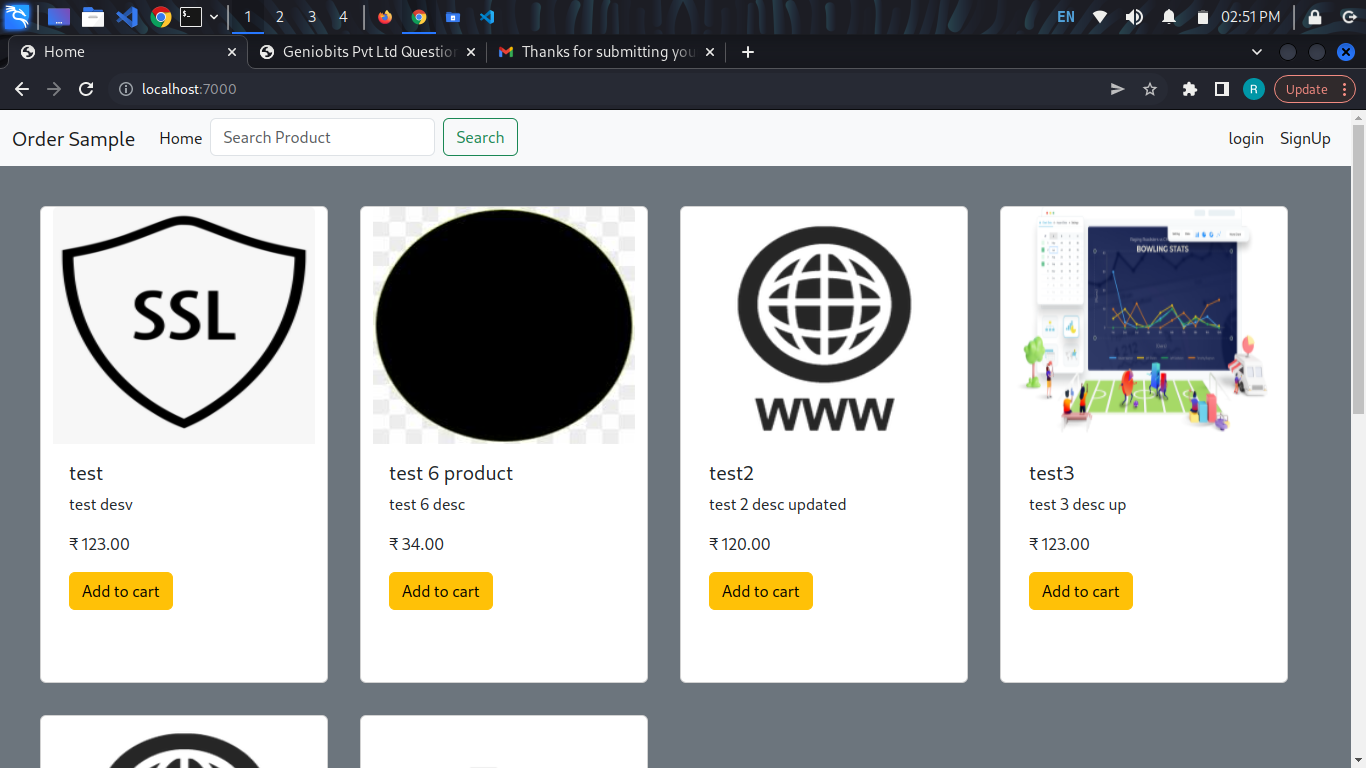 1 2 3 4 EN 02:51 PM
Home Geniobits Pvt Ltd Question Thanks for submitting you
localhost:7000 R Update
Order Sample Home Search Product Search login SignUp
SSL
WWW
BOWLING STATS
test test 6 product test2 test3
test desv test 6 desc test 2 desc updated test 3 desc up
₹ 123.00 ₹ 34.00 ₹ 120.00 ₹ 123.00
Add to cart Add to cart Add to cart Add to cart